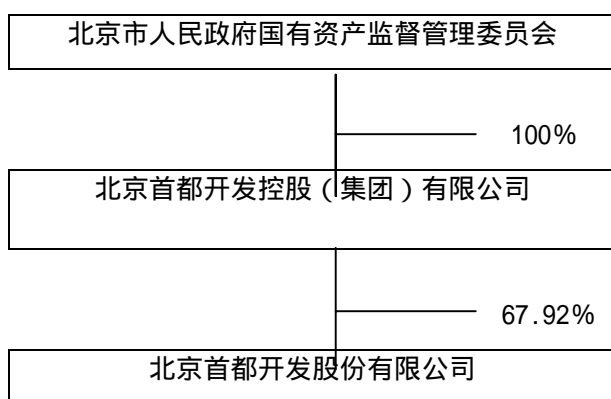 北京市人民政府国有资产监督管理委员会
100%
北京首都开发控股（集团）有限公司
67.92%
北京首都开发股份有限公司